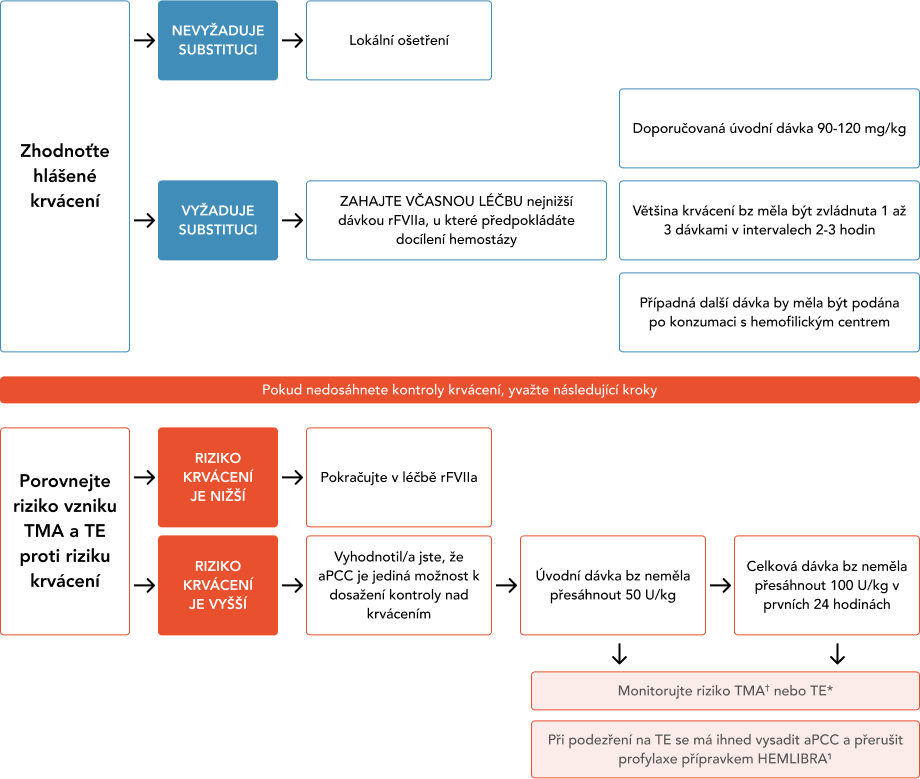 Zhodnoťte
hlášené
krvácení
NEVYŽADUJE
SUBSTITUCI
Lokální ošetření
VYŽADUJE
SUBSTITUCI
ZAHAJTE VČASNOU LÉČBU nejnižší
dávkou rFVIIa, u které předpokládáte
docílení hemostázy
Doporučovaná úvodní dávka 90-120 mg/kg
Většina krvácení bz měla být zvládnuta 1 až
3 dávkami v intervalech 2-3 hodin
Případná další dávka by měla být podána
po konzumaci s hemofilickým centrem
Pokud nedosáhnete kontroly krvácení, yvažte následující kroky
Porovnejte
riziko vzniku
TMA a TE
proti riziku
krvácení
RIZIKO
KRVÁCENÍ
JE NIŽŠÍ
Pokračujte v léčbě rFVIIa
RIZIKO
KRVÁCENÍ
JE VYŠŠÍ
Vyhodnotil/a jste, že
aPCC je jediná možnost k
dosažení kontroly nad
krvácením
Úvodní dávka bz neměla
přesáhnout 50 U/kg
Celková dávka bz neměla
přesáhnout 100 U/kg v
prvních 24 hodinách
Monitorujte riziko TMA† nebo TE*
Při podezření na TE se má ihned vysadit aPCC a přerušit
profylaxe přípravkem HEMLIBRA¹